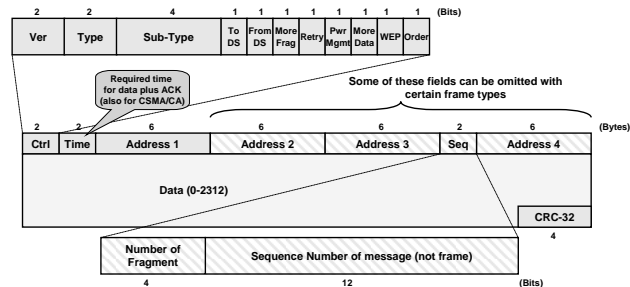 2 2 4 1 1 1 1 1 1 1 1 (Bits)
Ver Type Sub-Type To DS From DS More Frag Retry Pwr Mgmt More Data WEP Order
Required time
for data plus ACK
(also for CSMA/CA)
Some of these fields can be omitted with
certain frame types
2 2 6 6 6 2 6 (Bytes)
Ctrl Time Address 1 Address 2 Address 3 Seq Address 4
Data (0-2312)
CRC-32
4
Number of
Fragment
Sequence Number of message (not frame)
4 12 (Bits)